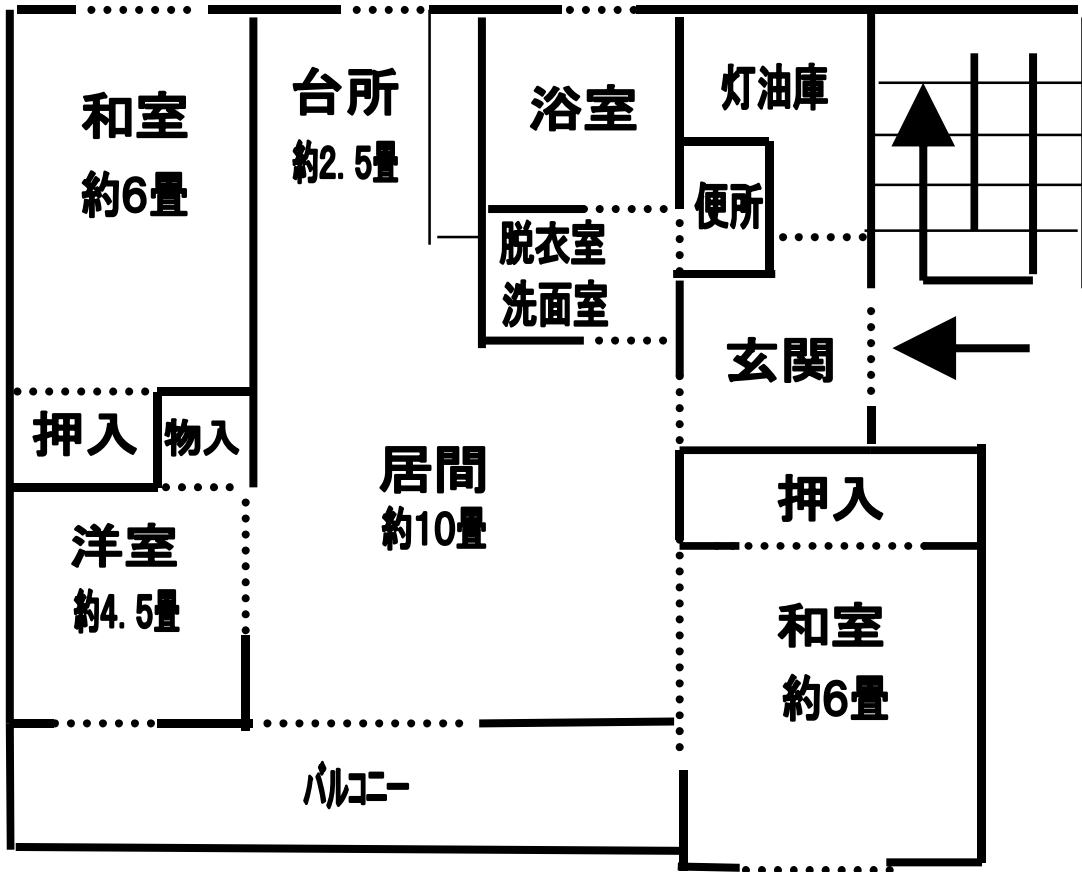 和室
約6畳
台所
約2.5畳
浴室
灯油庫
便所
脱衣室
洗面室
玄関
押入
物入
居間
約10畳
押入
洋室
約4.5畳
和室
約6畳
バルコニー